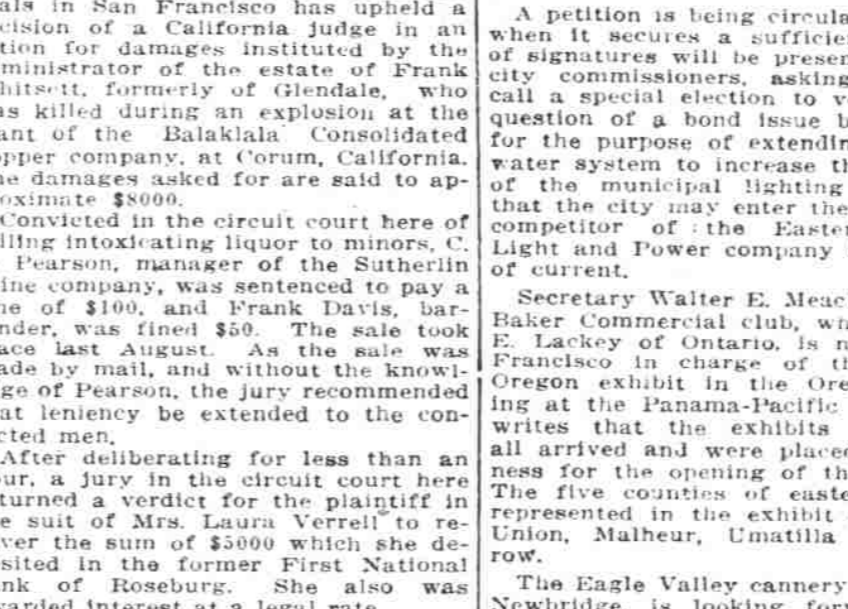 als in San Francisco has upheld a
cision of a California judge in an
tion for damages instituted by the
ministrator of the estate of Frank
hitsett, formerly of Glendale, who
as killed during an explosion at the
ant of the Balaklala Consolidated
pper company, at Corum, California.
he damages asked for are said to ap-
oximate $8000.
Convicted in the circuit court here of
lling intoxicating liquor to minors, C.
Pearson, manager of the Sutherlin
ine company, was sentenced to pay a
ne of $100, and Frank Davis, bar-
nder, was fined $50. The sale took
ace last August. As the sale was
ade by mail, and without the knowl-
ge of Pearson, the jury recommended
at leniency be extended to the con-
cted men.
After deliberating for less than an
our, a jury in the circuit court here
turned a verdict for the plaintiff in
e suit of Mrs. Laura Verrell to re-
ver the sum of $5000 which she de-
sited in the former First National
nk of Roseburg. She also was
arded interest at a legal rate
A petition is being circula
when it secures a sufficie
of signatures will be presen
city commissioners, asking
call a special election to v
question of a bond issue b
for the purpose of extendin
water system to increase th
of the municipal lighting
that the city may enter the
competitor of the Easter
Light and Power company
of current.
Secretary Walter E. Meac
Baker Commercial club, wh
E. Lackey of Ontario, is n
Francisco in charge of th
Oregon exhibit in the Ore
ing at the Panama-Pacific
writes that the exhibits
all arrived and were placed
ness for the opening of th
The five counties of easte
represented in the exhibit
Union, Malheur, Umatilla
row.
The Eagle Valley cannery
Newbridge is looking for